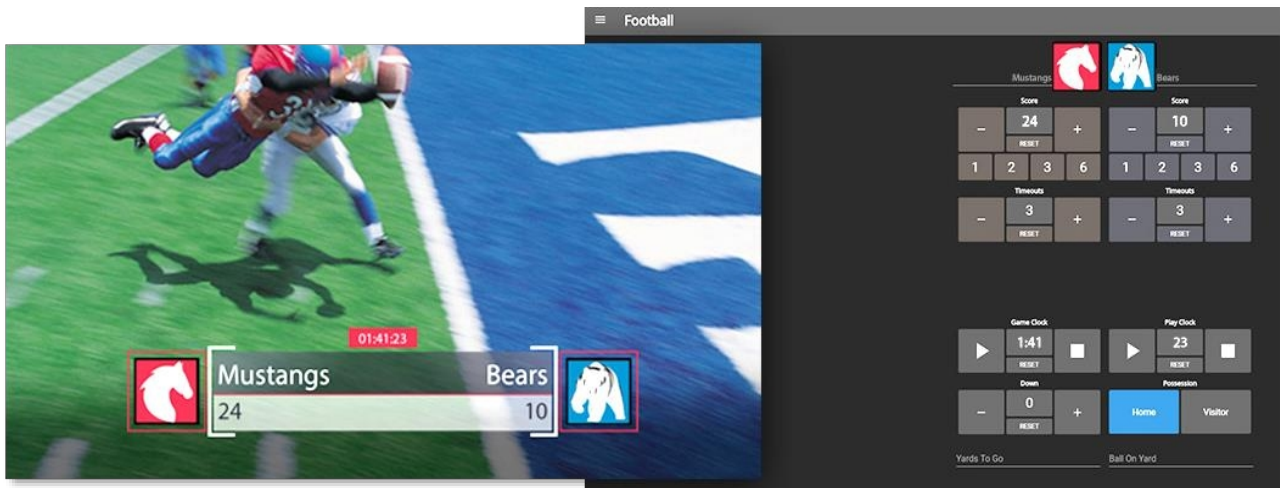 Football
01:41:23
Mustangs Bears
24 10
Mustangs Bears
Score Score
− 24 + − 10 +
RESET RESET
1 2 3 6 1 2 3 6
Timeouts Timeouts
− 3 + − 3 +
RESET RESET
Game Clock Play Clock
1:41 23
RESET RESET
Down Possession
− 0 + Home Visitor
RESET
Yards To Go Ball On Yard